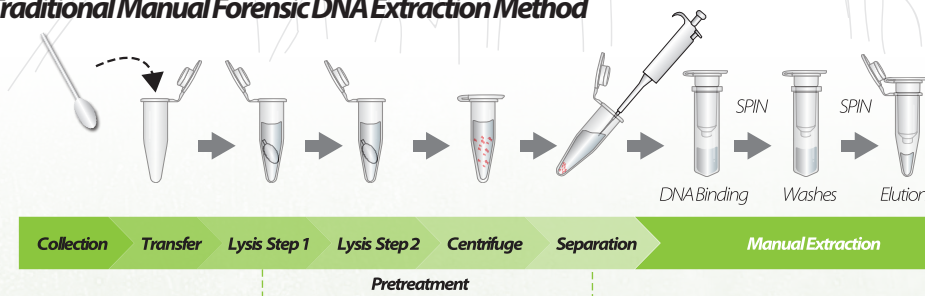 Traditional Manual Forensic DNA Extraction Method
SPIN SPIN
DNA Binding Washes Elution
Collection Transfer Lysis Step 1 Lysis Step 2 Centrifuge Separation Manual Extraction
Pretreatment